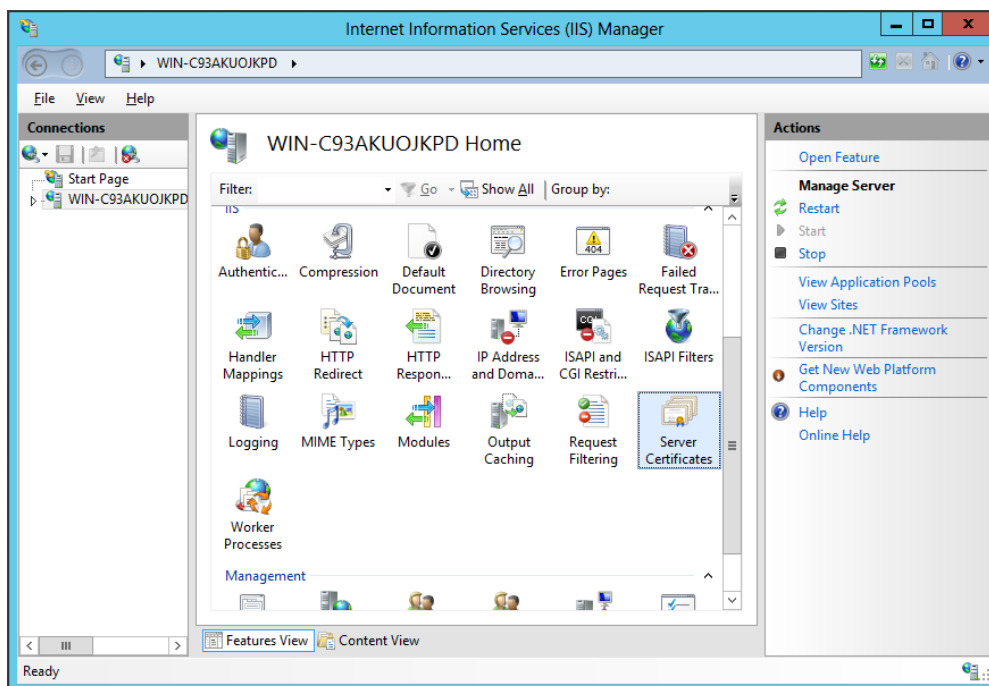 Internet Information Services (IIS) Manager
WIN-C93AKUOJKPD
File View Help
Connections
Start Page
WIN-C93AKUOJKPD
WIN-C93AKUOJKPD Home
Filter: Go Show All Group by:
IIS
Authentic... Compression Default Document Directory Browsing Error Pages Failed Request Tra...
404
Handler Mappings HTTP Redirect HTTP Respon... IP Address and Doma... ISAPI and CGI Restri... ISAPI Filters
Logging MIME Types Modules Output Caching Request Filtering Server Certificates
Worker Processes
Management
Features View Content View
Actions
Open Feature
Manage Server
Restart
Start
Stop
View Application Pools
View Sites
Change .NET Framework
Version
Get New Web Platform
Components
Help
Online Help
Ready